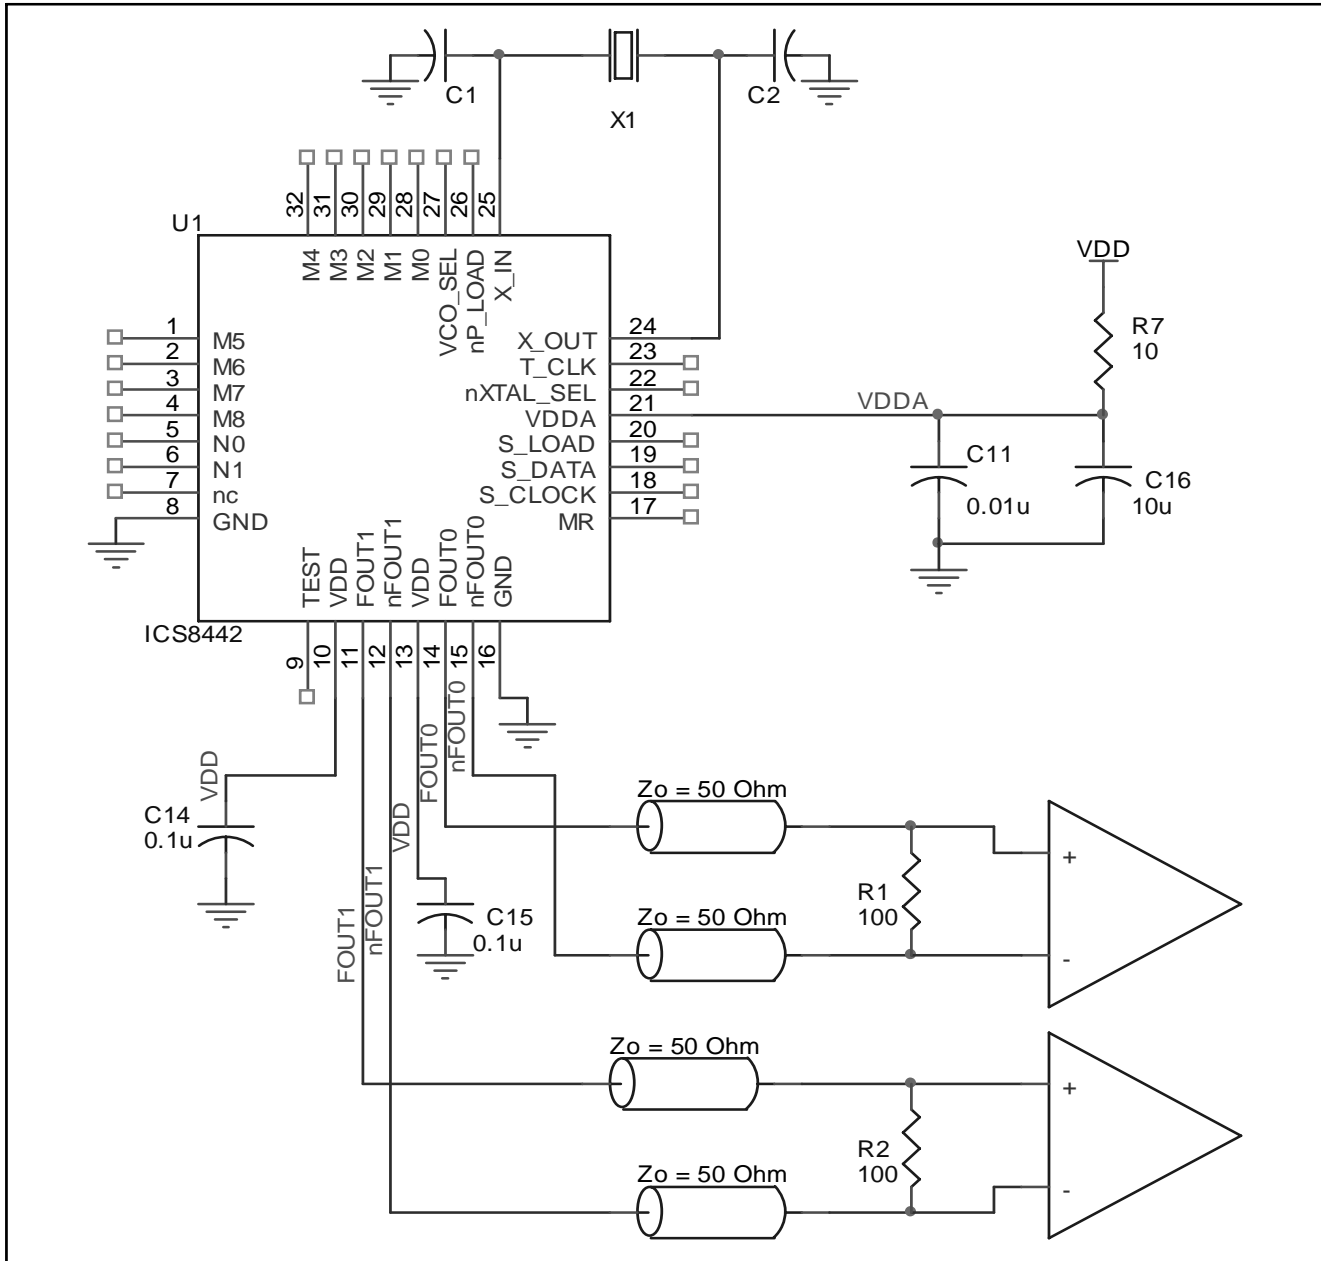 C1
X1
C2
32
31
30
29
28
27
26
25
U1
M4
M3
M2
M1
M0
VCO_SEL
nP_LOAD
X_IN
VDD
R7
10
1
M5
2
M6
3
M7
4
M8
5
N0
6
N1
7
nc
8
GND
X_OUT
24
T_CLK
23
nXTAL_SEL
22
VDDA
21
S_LOAD
20
S_DATA
19
S_CLOCK
18
MR
17
VDDA
C11
0.01u
C16
10u
TEST
VDD
FOUT1
nFOUT1
VDD
FOUT0
nFOUT0
GND
ICS8442
9
10
11
12
13
14
15
16
VDD
C14
0.1u
FOUT1
nFOUT1
VDD
FOUT0
nFOUT0
C15
0.1u
Zo = 50 Ohm
+
R1
100
Zo = 50 Ohm
-
Zo = 50 Ohm
+
R2
100
Zo = 50 Ohm
-